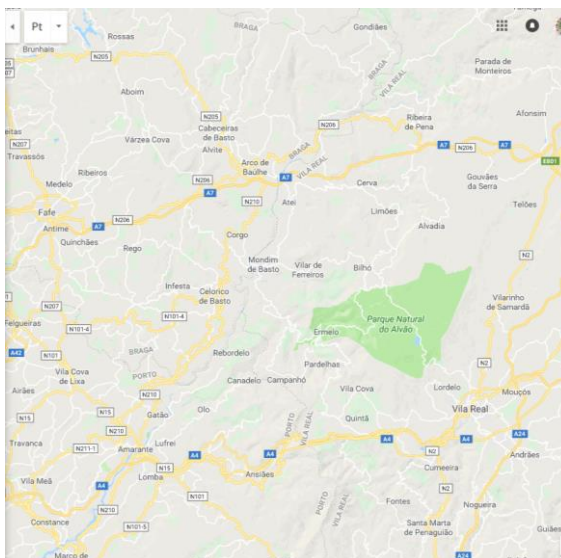 Pt
Rossas
Gondiães
BRAGA
Brunhais
N205
N205
BRAGA
VILA REAL
Parada de
Monteiros
Aboim
N205
Ribeira
de Pena
Afonsim
N206
Cabeceiras
de Basto
Alvite
N207
Várzea Cova
Travassós
Arco de
Baúlhe
BRAGA
VILA REAL
A7
N206
E801
Ribeiros
Medelo
N206
A7
A7
Cerva
Gouvães
da Serra
Fafe
N210
Atei
Limões
Telões
Antime
A7
N206
Alvadia
Quinchães
Rego
Corgo
N2
Mondim
de Basto
Vilar de
Ferreiros
Bilhó
Infesta
Celorico
de Basto
Vilarinho
de Samardã
N207
N101-4
Parque Natural
do Alvão
Felgueiras
N101-4
Ermelo
A42
N101
BRAGA
Rebordelo
PORTO
Pardelhas
N2
Vila Cova
de Lixa
Canadelo
Campanhó
Vila Cova
Lordelo
Mouçós
Airães
N210
Vila Real
N15
N15
Gatão
Olo
PORTO
VILA REAL
Quintã
N210
A24
Travanca
N211-1
Lufrei
A4
A4
Amarante
A4
N2
Andrães
N15
Ansiães
Cumeeira
Vila Meã
A4
Lomba
N2
N101
PORTO
VILA REAL
Fontes
Nogueira
N210
Constance
N101-5
Santa Marta
de Penaguião
Guiães
Marco de